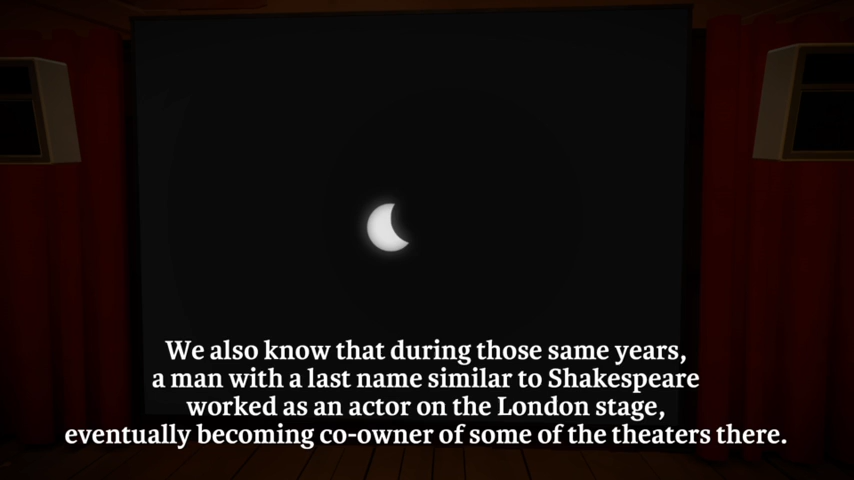 We also know that during those same years,
a man with a last name similar to Shakespeare
worked as an actor on the London stage,
eventually becoming co-owner of some of the theaters there.